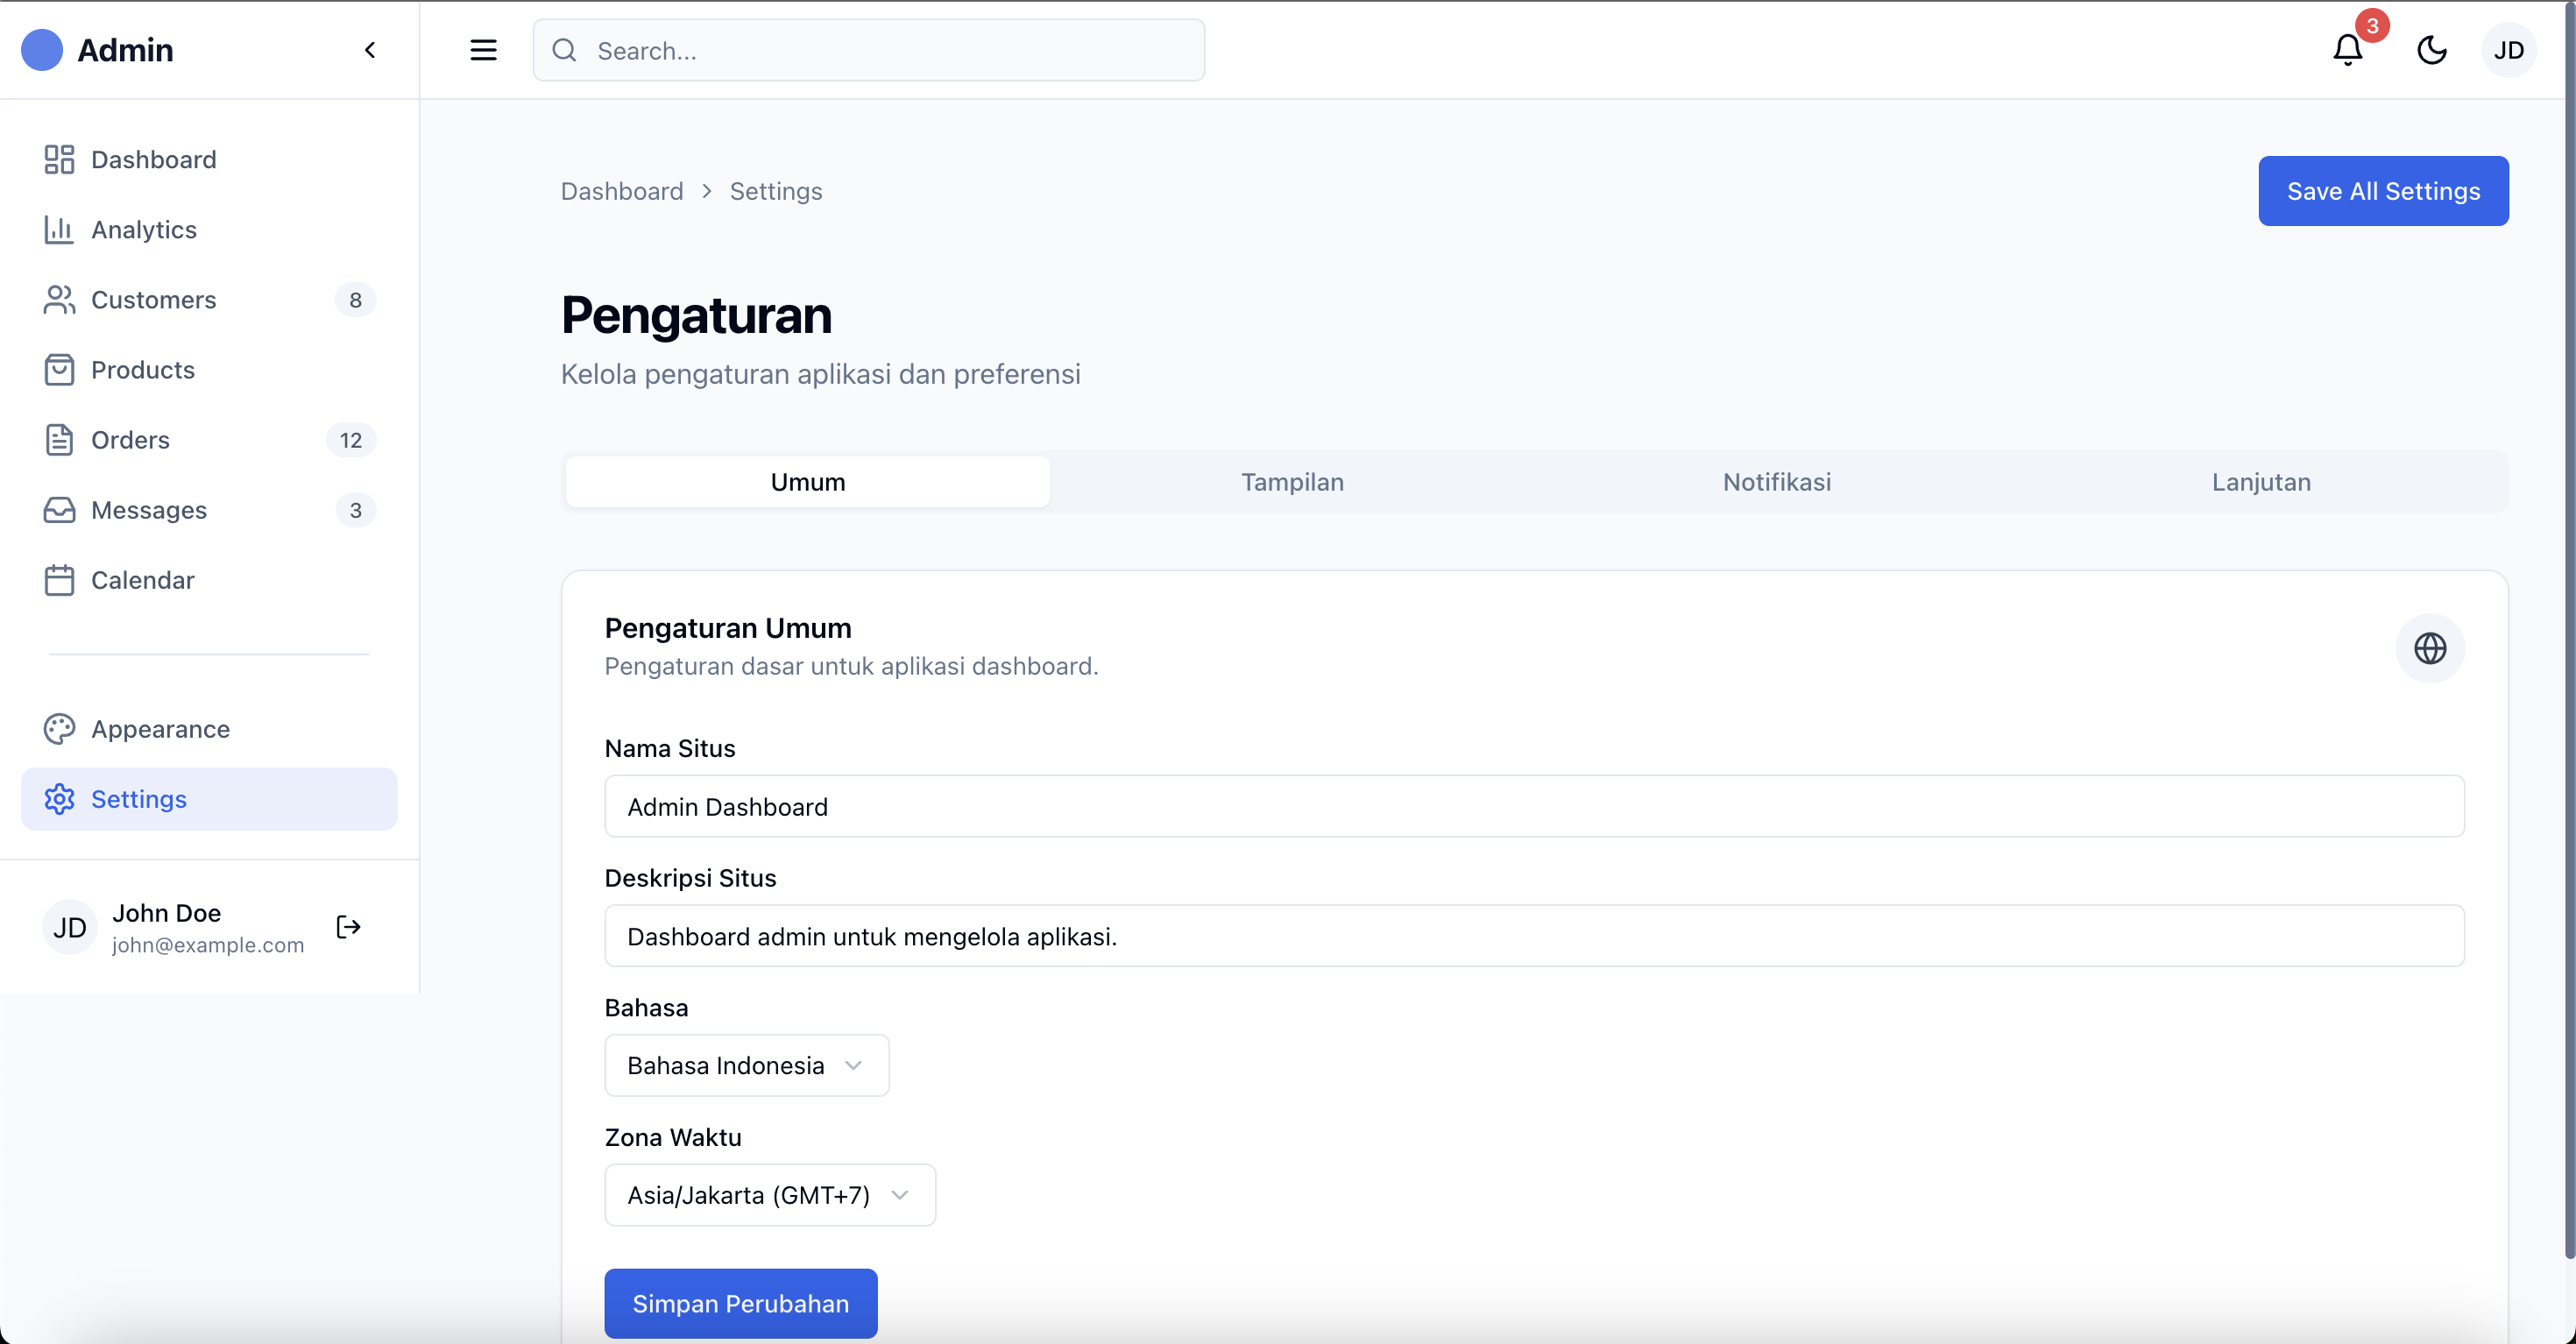 Admin
Search...
3
JD
Dashboard
Analytics
Customers 8
Products
Orders 12
Messages 3
Calendar
Appearance
Settings
JD
John Doe
john@example.com
Dashboard > Settings
Save All Settings
Pengaturan
Kelola pengaturan aplikasi dan preferensi
Umum Tampilan Notifikasi Lanjutan
Pengaturan Umum
Pengaturan dasar untuk aplikasi dashboard.
Nama Situs
Admin Dashboard
Deskripsi Situs
Dashboard admin untuk mengelola aplikasi.
Bahasa
Bahasa Indonesia
Zona Waktu
Asia/Jakarta (GMT+7)
Simpan Perubahan